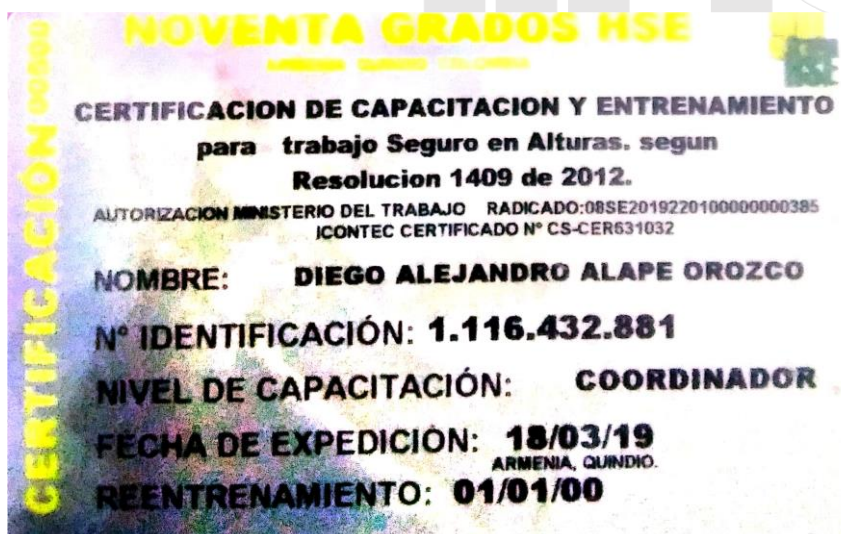 NOVENTA GRADOS HSE
HSE
CERTIFICACIÓN 00B00
CERTIFICACION DE CAPACITACION Y ENTRENAMIENTO
para trabajo Seguro en Alturas. segun
Resolucion 1409 de 2012.
AUTORIZACION MINISTERIO DEL TRABAJO RADICADO:08SE2019220100000000385
ICONTEC CERTIFICADO Nº CS-CER631032
NOMBRE: DIEGO ALEJANDRO ALAPE OROZCO
Nº IDENTIFICACIÓN: 1.116.432.881
NIVEL DE CAPACITACIÓN: COORDINADOR
FECHA DE EXPEDICIÓN: 18/03/19
ARMENIA, QUINDIO.
REENTRENAMIENTO: 01/01/00